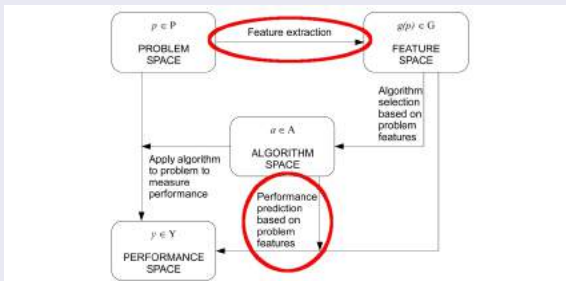 p ∈ P
PROBLEM
SPACE
Feature extraction
g(p) ∈ G
FEATURE
SPACE
Algorithm
selection
based on
problem
features
a ∈ A
ALGORITHM
SPACE
Apply algorithm
to problem to
measure
performance
Performance
prediction
based on
problem
features
y ∈ Y
PERFORMANCE
SPACE